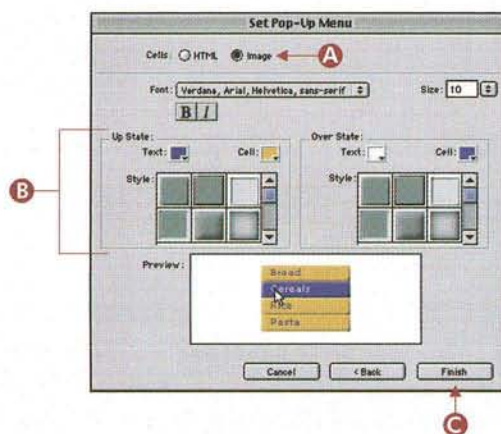 Set Pop-Up Menu
Cells: HTML Image A
Font: Verdana, Arial, Helvetica, sans-serif Size: 10
B I
Up State: Over State:
Text: Cell: Text: Cell:
B
Style: Style:
Preview:
Bread
Cereals
Rice
Pasta
Cancel < Back Finish
C